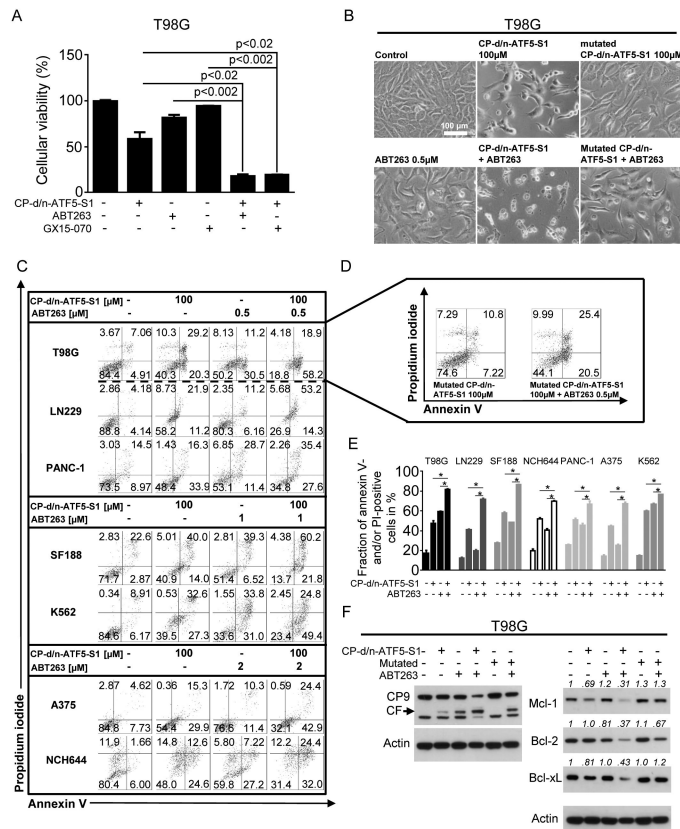 A
T98G
p<0.02
p<0.002
p<0.02
p<0.002
Cellular viability (%)
150
100
50
0
CP-d/n-ATF5-S1 - + - - + +
ABT263 - - + - + -
GX15-070 - - - + - +
B
T98G
Control
CP-d/n-ATF5-S1 100µM
mutated CP-d/n-ATF5-S1 100µM
100 µm
ABT263 0.5µM
CP-d/n-ATF5-S1 + ABT263
Mutated CP-d/n-ATF5-S1 + ABT263
C
CP-d/n-ATF5-S1 [µM] - 100 - 100
ABT263 [µM] - - 0.5 0.5
T98G
3.67 7.06 10.3 29.2 8.13 11.2 4.18 18.9
84.4 4.91 40.3 20.3 50.2 30.5 18.8 58.2
LN229
2.86 4.18 8.73 21.9 2.35 11.2 5.68 53.2
88.8 4.14 58.2 11.2 80.3 6.16 26.9 14.3
PANC-1
3.03 14.5 1.43 16.3 6.85 28.7 2.26 35.4
73.5 8.97 48.4 33.9 53.1 11.4 34.8 27.6
CP-d/n-ATF5-S1 [µM] - 100 - 100
ABT263 [µM] - - 1 1
SF188
2.83 22.6 5.01 40.0 2.81 39.3 4.38 60.2
71.7 2.87 40.9 14.0 51.4 6.52 13.7 21.8
K562
0.34 8.91 0.53 32.6 1.55 33.8 2.45 24.8
84.6 6.17 39.5 27.3 33.6 31.0 23.4 49.4
CP-d/n-ATF5-S1 [µM] - 100 - 100
ABT263 [µM] - - 2 2
A375
2.87 4.62 0.36 15.3 1.72 10.3 0.59 24.4
84.8 7.73 54.4 29.9 76.6 11.4 32.1 42.9
NCH644
11.9 1.66 14.8 12.6 5.80 7.22 12.2 24.4
80.4 6.00 48.0 24.6 59.8 27.2 31.4 32.0
Propidium iodide
Annexin V
D
Propidium iodide
7.29 10.8 9.99 25.4
74.6 7.22 44.1 20.5
Mutated CP-d/n-ATF5-S1 100µM
Mutated CP-d/n-ATF5-S1 100µM + ABT263 0.5µM
Annexin V
E
T98G LN229 SF188 NCH644 PANC-1 A375 K562
* * * * * * *
* * * * * * *
Fraction of annexin V- and/or PI-positive cells in %
100
80
60
40
20
0
CP-d/n-ATF5-S1 - + - + - + - + - + - + - + - + - + - + - + - + - + - +
ABT263 - - + + - - + + - - + + - - + + - - + + - - + + - - + +
F
T98G
CP-d/n-ATF5-S1 - + - + - -
Mutated - - - - + +
ABT263 - - + + - +
CP9
CF
Actin
- + - + - -
- - - - + +
- - + + - +
1 .69 1.2 .31 1.3 1.3
Mcl-1
1 1.0 .81 .37 1.1 .67
Bcl-2
1 .81 1.0 .43 1.0 1.2
Bcl-xL
Actin